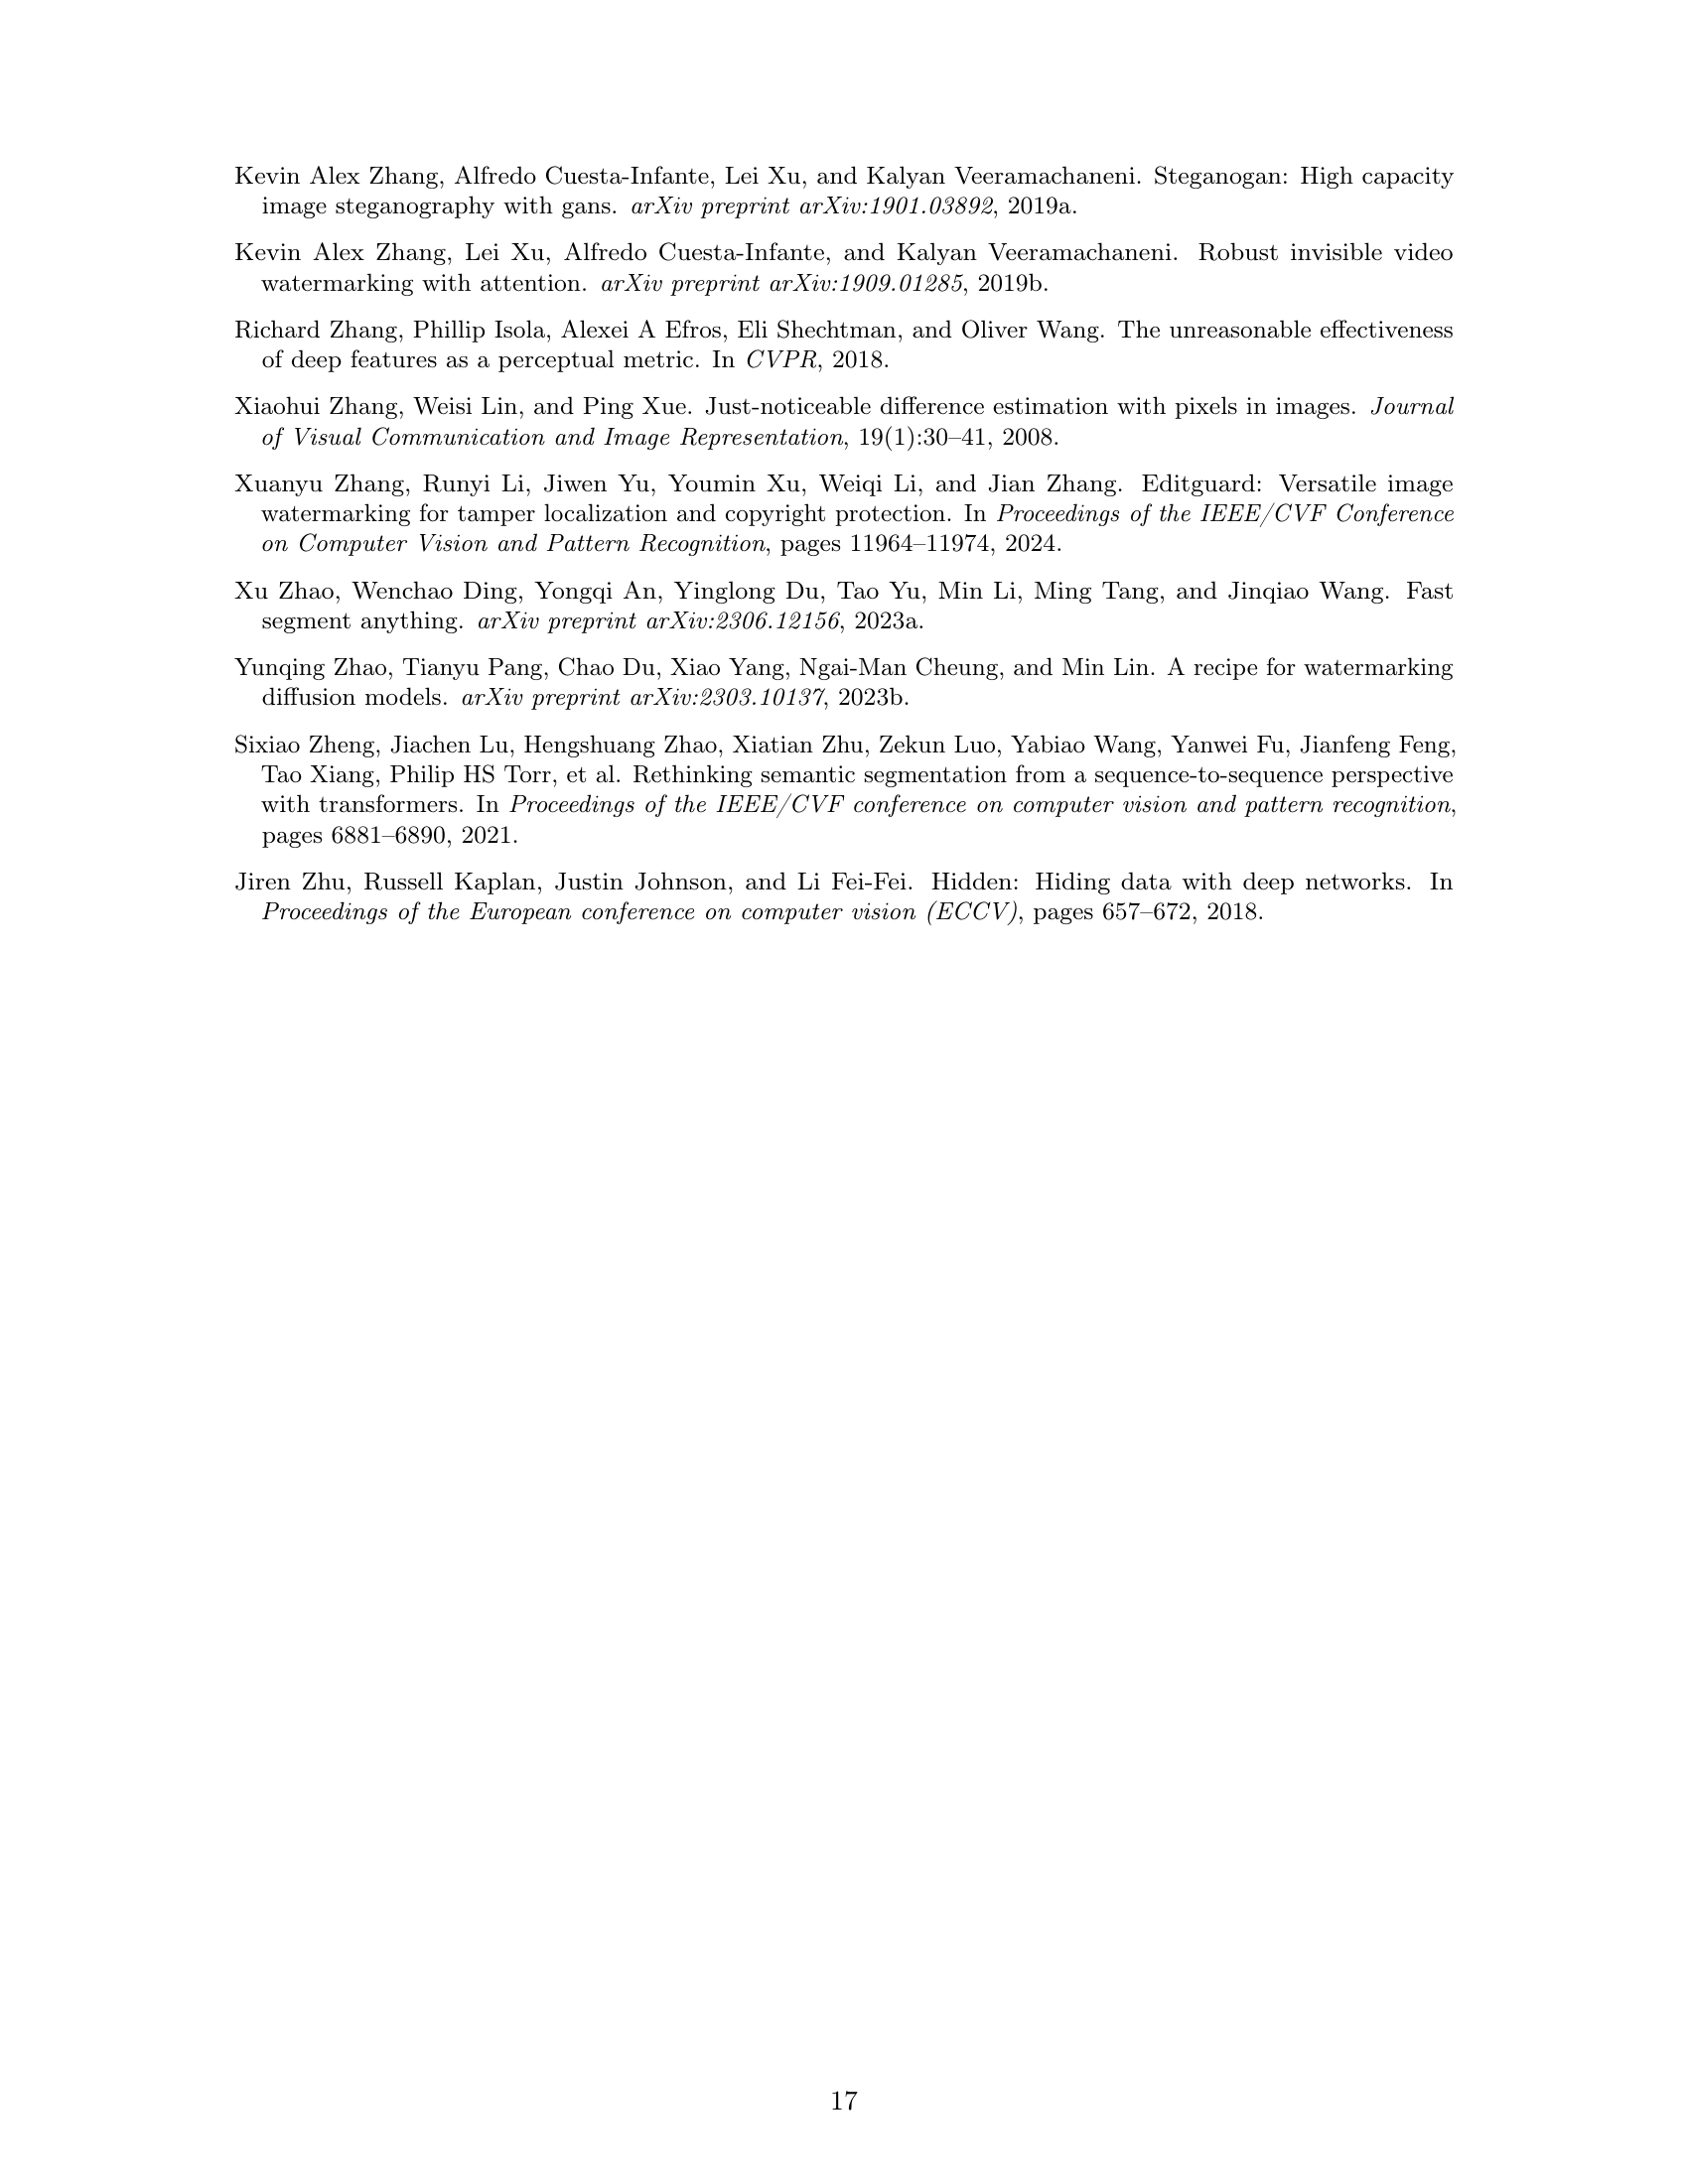 Kevin Alex Zhang, Alfredo Cuesta-Infante, Lei Xu, and Kalyan Veeramachaneni. Steganogan: High capacity
image steganography with gans. arXiv preprint arXiv:1901.03892, 2019a.
Kevin Alex Zhang, Lei Xu, Alfredo Cuesta-Infante, and Kalyan Veeramachaneni. Robust invisible video
watermarking with attention. arXiv preprint arXiv:1909.01285, 2019b.
Richard Zhang, Phillip Isola, Alexei A Efros, Eli Shechtman, and Oliver Wang. The unreasonable effectiveness
of deep features as a perceptual metric. In CVPR, 2018.
Xiaohui Zhang, Weisi Lin, and Ping Xue. Just-noticeable difference estimation with pixels in images. Journal
of Visual Communication and Image Representation, 19(1):30–41, 2008.
Xuanyu Zhang, Runyi Li, Jiwen Yu, Youmin Xu, Weiqi Li, and Jian Zhang. Editguard: Versatile image
watermarking for tamper localization and copyright protection. In Proceedings of the IEEE/CVF Conference
on Computer Vision and Pattern Recognition, pages 11964–11974, 2024.
Xu Zhao, Wenchao Ding, Yongqi An, Yinglong Du, Tao Yu, Min Li, Ming Tang, and Jinqiao Wang. Fast
segment anything. arXiv preprint arXiv:2306.12156, 2023a.
Yunqing Zhao, Tianyu Pang, Chao Du, Xiao Yang, Ngai-Man Cheung, and Min Lin. A recipe for watermarking
diffusion models. arXiv preprint arXiv:2303.10137, 2023b.
Sixiao Zheng, Jiachen Lu, Hengshuang Zhao, Xiatian Zhu, Zekun Luo, Yabiao Wang, Yanwei Fu, Jianfeng Feng,
Tao Xiang, Philip HS Torr, et al. Rethinking semantic segmentation from a sequence-to-sequence perspective
with transformers. In Proceedings of the IEEE/CVF conference on computer vision and pattern recognition,
pages 6881–6890, 2021.
Jiren Zhu, Russell Kaplan, Justin Johnson, and Li Fei-Fei. Hidden: Hiding data with deep networks. In
Proceedings of the European conference on computer vision (ECCV), pages 657–672, 2018.
17